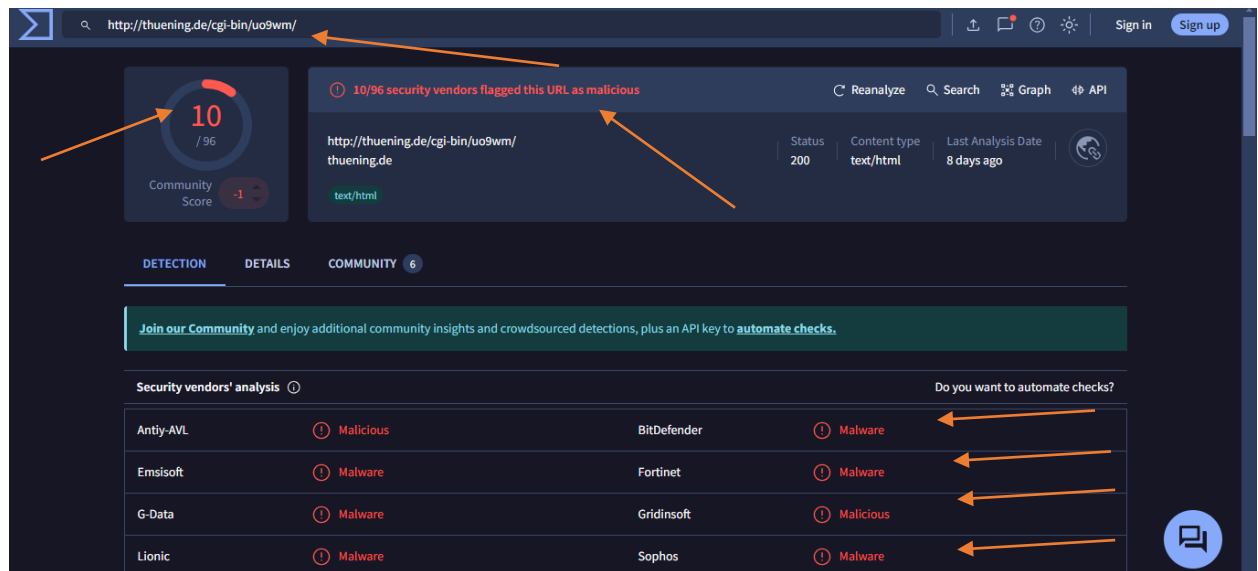 http://thuening.de/cgi-bin/uo9wm/
Sign in
Sign up
10
/ 96
Community
Score
-1
10/96 security vendors flagged this URL as malicious
Reanalyze
Search
Graph
API
http://thuening.de/cgi-bin/uo9wm/
thuening.de
text/html
Status
200
Content type
text/html
Last Analysis Date
8 days ago
DETECTION
DETAILS
COMMUNITY 6
Join our Community and enjoy additional community insights and crowdsourced detections, plus an API key to automate checks.
Security vendors' analysis
Do you want to automate checks?
Antiy-AVL
Malicious
BitDefender
Malware
Emsisoft
Malware
Fortinet
Malware
G-Data
Malware
Gridinsoft
Malicious
Lionic
Malware
Sophos
Malware